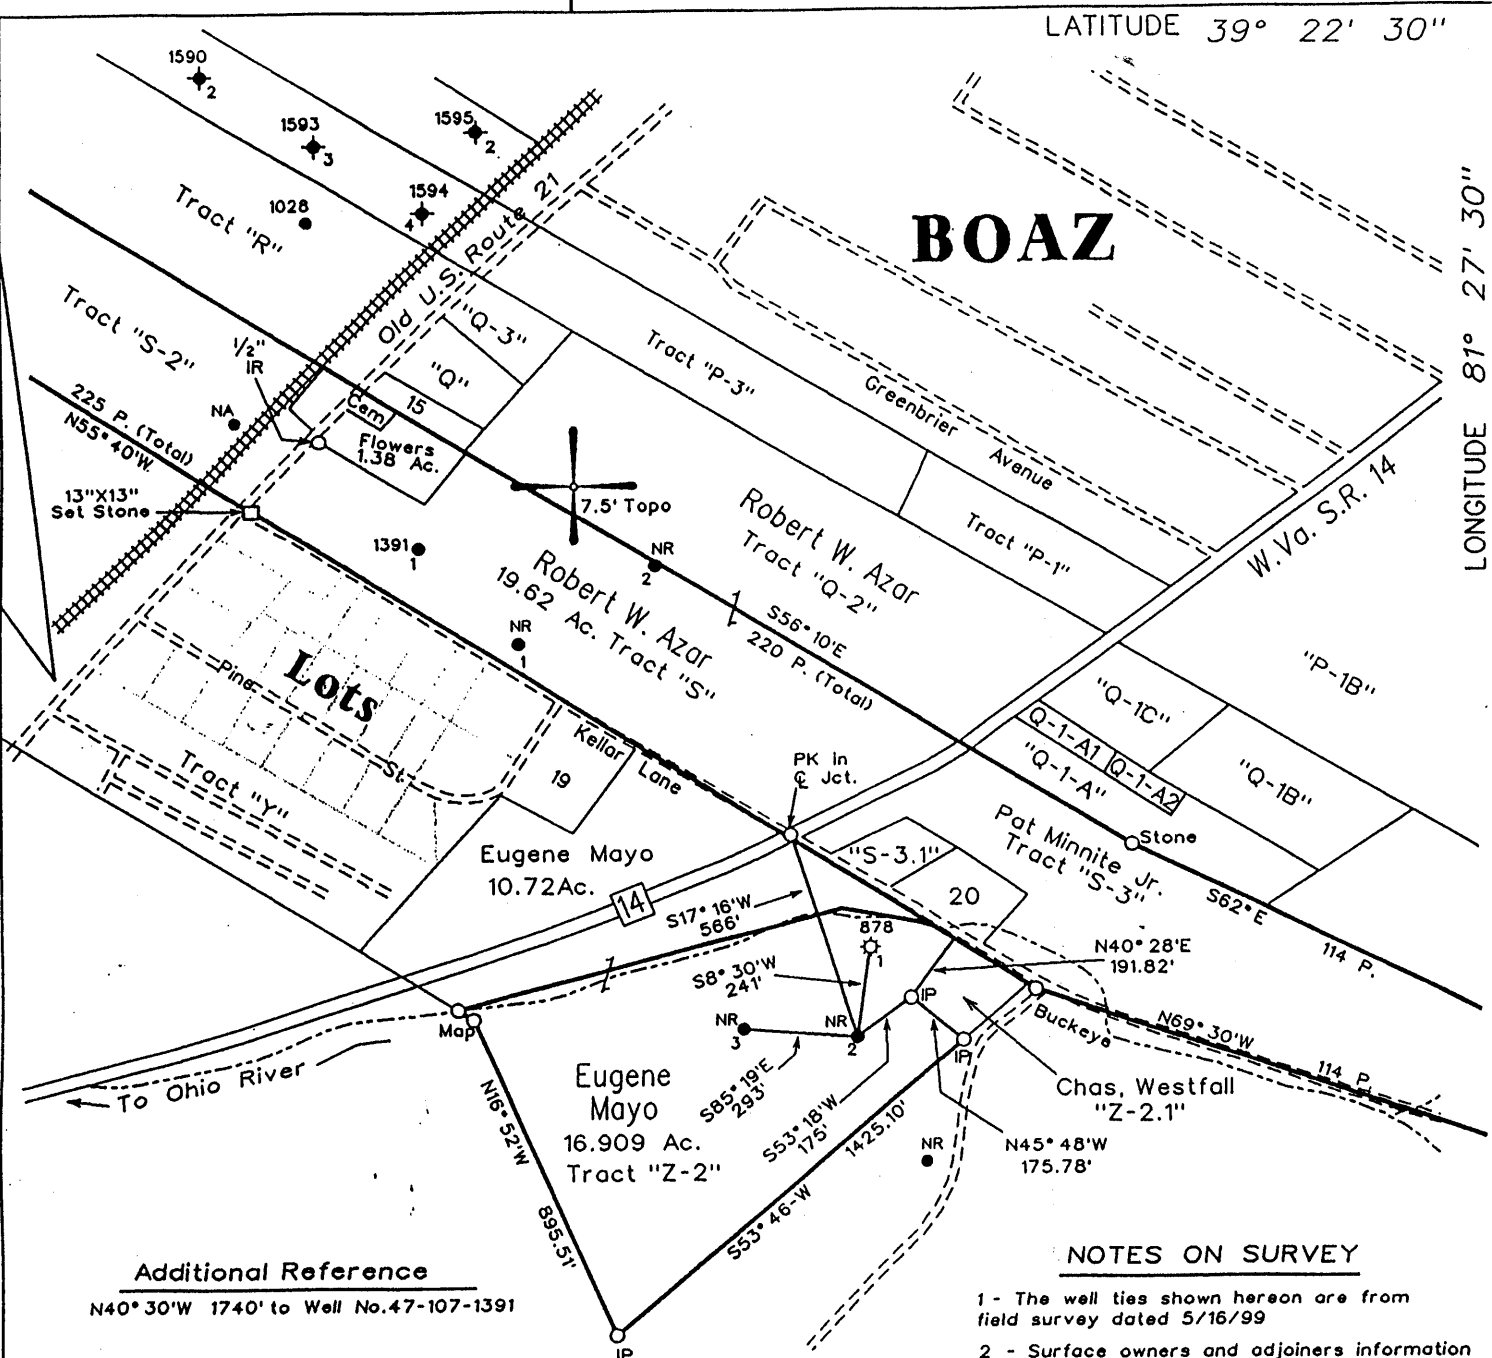 LATITUDE 39° 22' 30"
LONGITUDE 81° 27' 30"
1590
2
1593
3
1595
2
1594
4
1028
Tract "R"
Tract "S-2"
Old U.S. Route 21
BOAZ
"Q-3"
"Q"
15
Cem
Flowers
1.38 Ac.
1/2"
IR
NA
225 P. (Total)
N55°40'W.
13"X13"
Set Stone
Tract "P-3"
Greenbrier
Avenue
Tract "P-1"
W.Va. S.R. 14
7.5' Topo
NR
2
Robert W. Azar
Tract "Q-2"
1391
1
Robert W. Azar
19.62 Ac. Tract "S"
NR
1
S56°10'E
220 P. (Total)
"P-1B"
"Q-1C"
Q-1-A1
Q-1-A2
"Q-1-A"
"Q-1B"
Lots
Pine
St.
Tract "Y"
Kellar
Lane
19
PK in
℄ Jct.
Stone
Pat Minnite Jr.
Tract "S-3"
S62°E
114 P.
"S-3.1"
20
Eugene Mayo
10.72Ac.
14
S17°16'W
566'
878
1
S8°30'W
241'
N40°28'E
191.82'
IP
NR
3
NR
2
Map
Buckeye
N69°30'W
114 P.
IP
Chas, Westfall
"Z-2.1"
To Ohio River
S85°19'E
293'
S53°18'W
175'
1425.10'
N45°48'W
175.78'
NR
Eugene
Mayo
16.909 Ac.
Tract "Z-2"
N16°52'W
895.51'
S53°46-W
IP
Additional Reference
N40°30'W 1740' to Well No.47-107-1391
NOTES ON SURVEY
1 - The well ties shown hereon are from
field survey dated 5/16/99
2 - Surface owners and adjoiners information